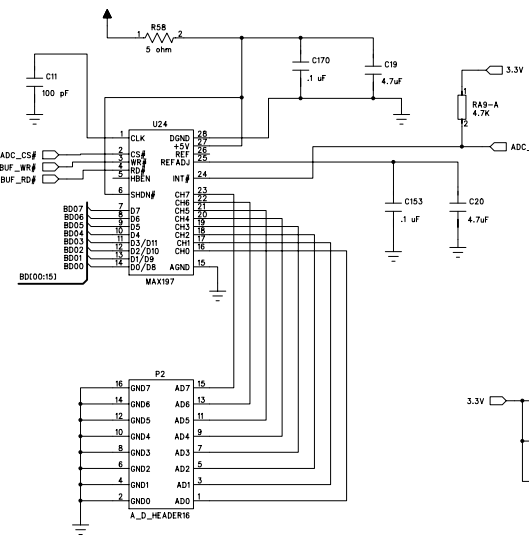 R58
1 2
5 ohm
C11
100 pF
C170
.1 uF
C19
4.7uF
3.3V
RA9-A
4.7K
1
2
U24
1 CLK DGND 28
+5V 27
ADC_CS# 2 CS# REF 26
BUF_WR# 3 WR# REFADJ 25
BUF_RD# 4 RD#
5 HBEN INT# 24
ADC_
6 SHDN# CH7 23
CH6 22
BD07 7 D7 CH5 21
BD06 8 D6 CH4 20
BD05 9 D5 CH3 19
BD04 10 D4 CH2 18
BD03 11 D3/D11 CH1 17
BD02 12 D2/D10 CH0 16
BD01 13 D1/D9
BD00 14 D0/D8 AGND 15
BD[00:15]
MAX197
C153
.1 uF
C20
4.7uF
P2
16 GND7 AD7 15
14 GND6 AD6 13
12 GND5 AD5 11
10 GND4 AD4 9
8 GND3 AD3 7
6 GND2 AD2 5
4 GND1 AD1 3
2 GND0 AD0 1
A_D_HEADER16
3.3V